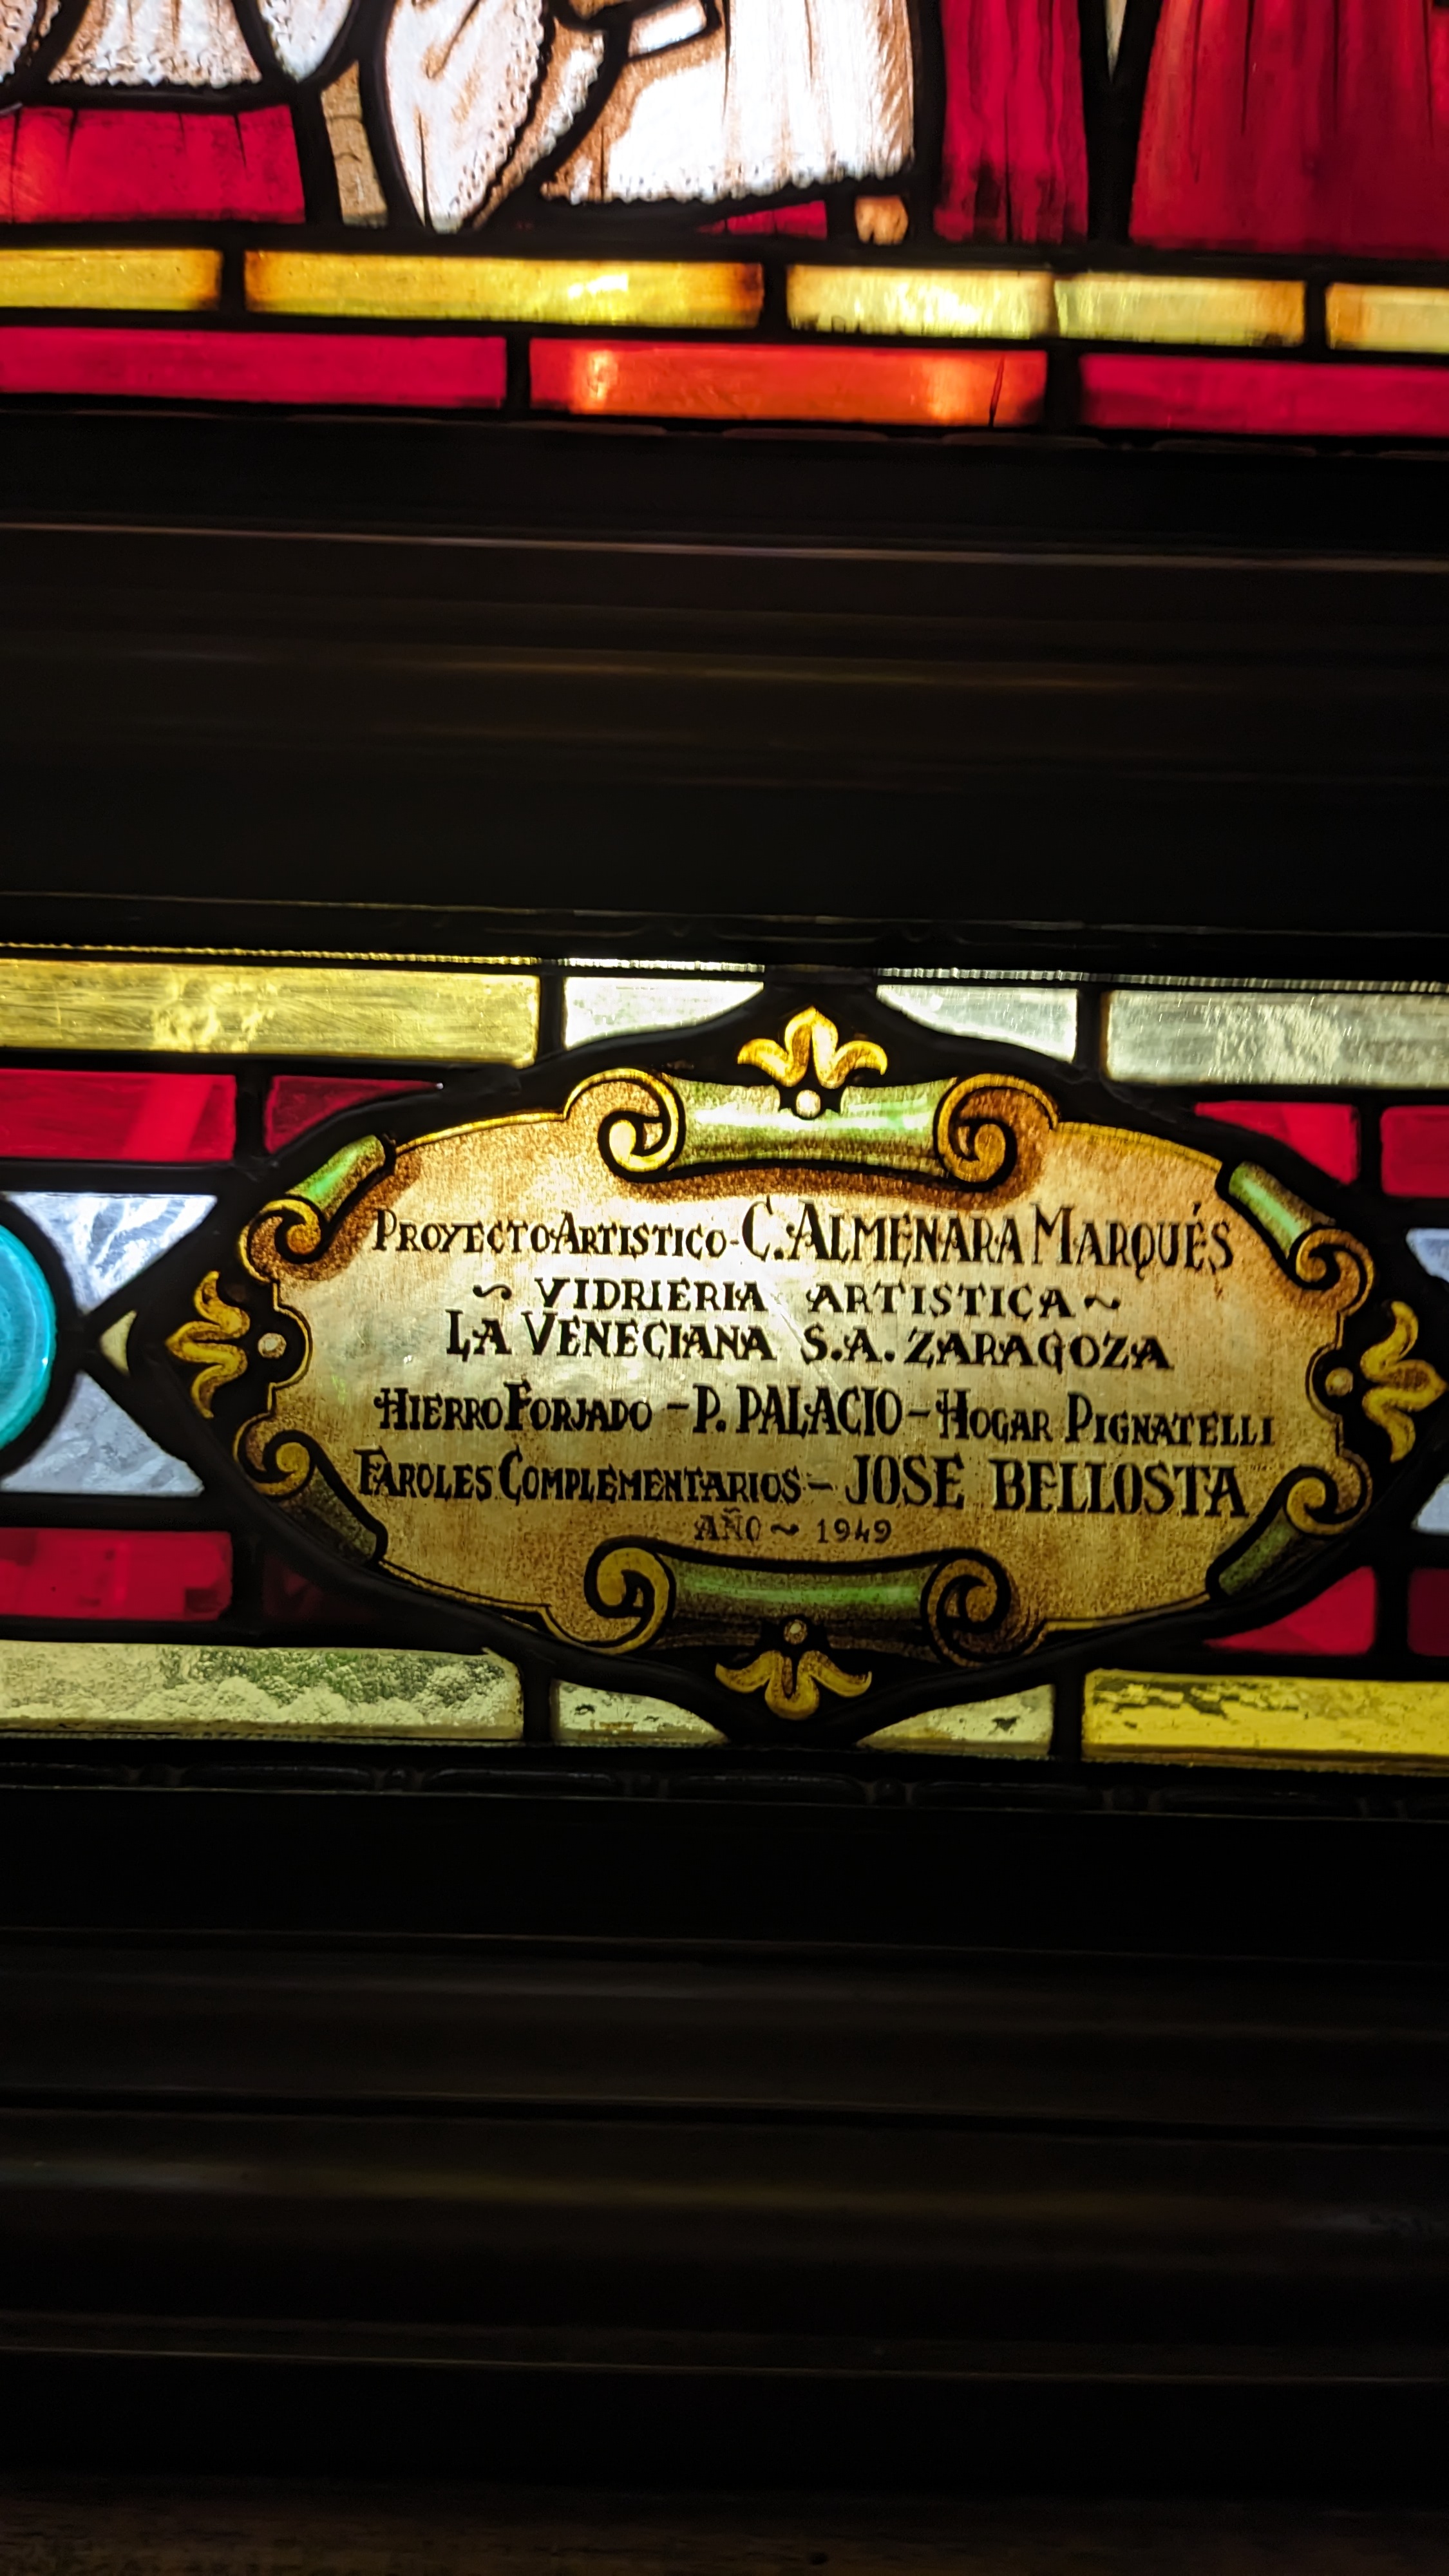 PROYECTO ARTISTICO - C. ALMENARA MARQUÉS
~ VIDRIERIA ARTISTICA ~
LA VENECIANA S.A. ZARAGOZA
HIERRO FORJADO - P. PALACIO - HOGAR PIGNATELLI
FAROLES COMPLEMENTARIOS - JOSE BELLOSTA
AÑO ~ 1949